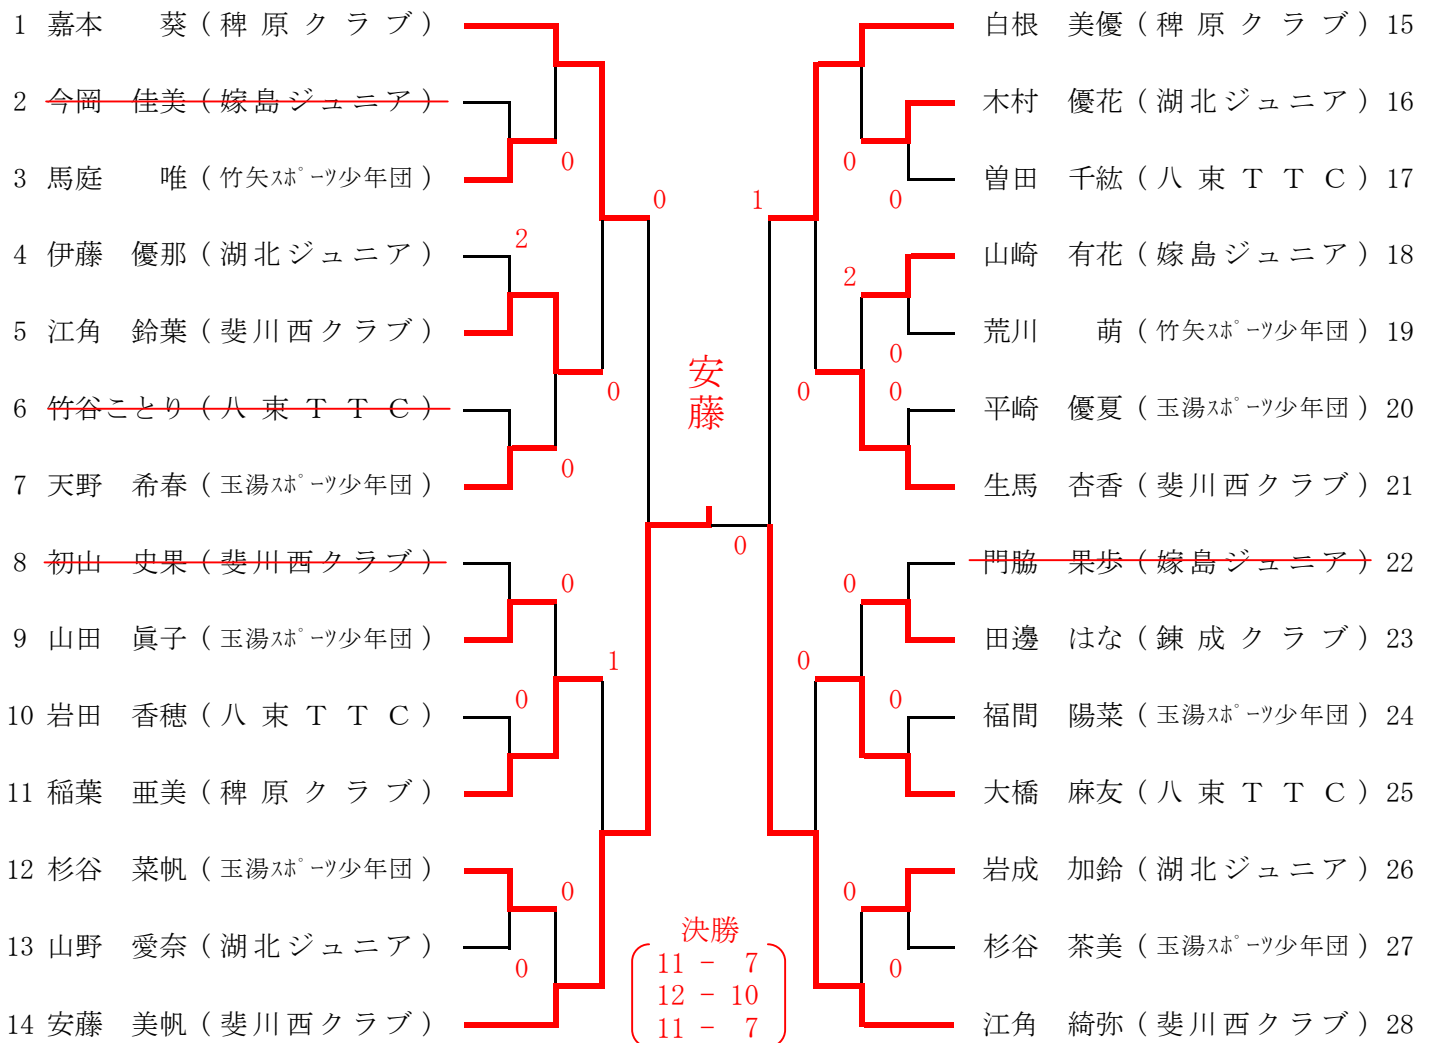 1 嘉本 葵 ( 稗 原 ク ラ ブ )
2 今岡 佳美 ( 嫁島ジュニア )
0
3 馬庭 唯 ( 竹矢ｽﾎﾟｰﾂ少年団 )
0
2
4 伊藤 優那 ( 湖北ジュニア )
5 江角 鈴葉 ( 斐川西クラブ )
0
6 竹谷ことり ( 八 束 T T C )
0
7 天野 希春 ( 玉湯ｽﾎﾟｰﾂ少年団 )
8 初山 史果 ( 斐川西クラブ )
0
9 山田 眞子 ( 玉湯ｽﾎﾟｰﾂ少年団 )
1
0
10 岩田 香穂 ( 八 束 T T C )
11 稲葉 亜美 ( 稗 原 ク ラ ブ )
12 杉谷 菜帆 ( 玉湯ｽﾎﾟｰﾂ少年団 )
0
13 山野 愛奈 ( 湖北ジュニア )
0
14 安藤 美帆 ( 斐川西クラブ )
安藤
0
決勝
11 － 7
12 － 10
11 － 7
白根 美優 ( 稗 原 ク ラ ブ ) 15
木村 優花 ( 湖北ジュニア ) 16
0
曽田 千紘 ( 八 束 T T C ) 17
1
0
山崎 有花 ( 嫁島ジュニア ) 18
2
荒川 萌 ( 竹矢ｽﾎﾟｰﾂ少年団 ) 19
0
0
0
平崎 優夏 ( 玉湯ｽﾎﾟｰﾂ少年団 ) 20
生馬 杏香 ( 斐川西クラブ ) 21
門脇 果歩 ( 嫁島ジュニア ) 22
0
田邊 はな ( 錬 成 ク ラ ブ ) 23
0
0
福間 陽菜 ( 玉湯ｽﾎﾟｰﾂ少年団 ) 24
大橋 麻友 ( 八 束 T T C ) 25
岩成 加鈴 ( 湖北ジュニア ) 26
0
杉谷 茶美 ( 玉湯ｽﾎﾟｰﾂ少年団 ) 27
0
江角 綺弥 ( 斐川西クラブ ) 28